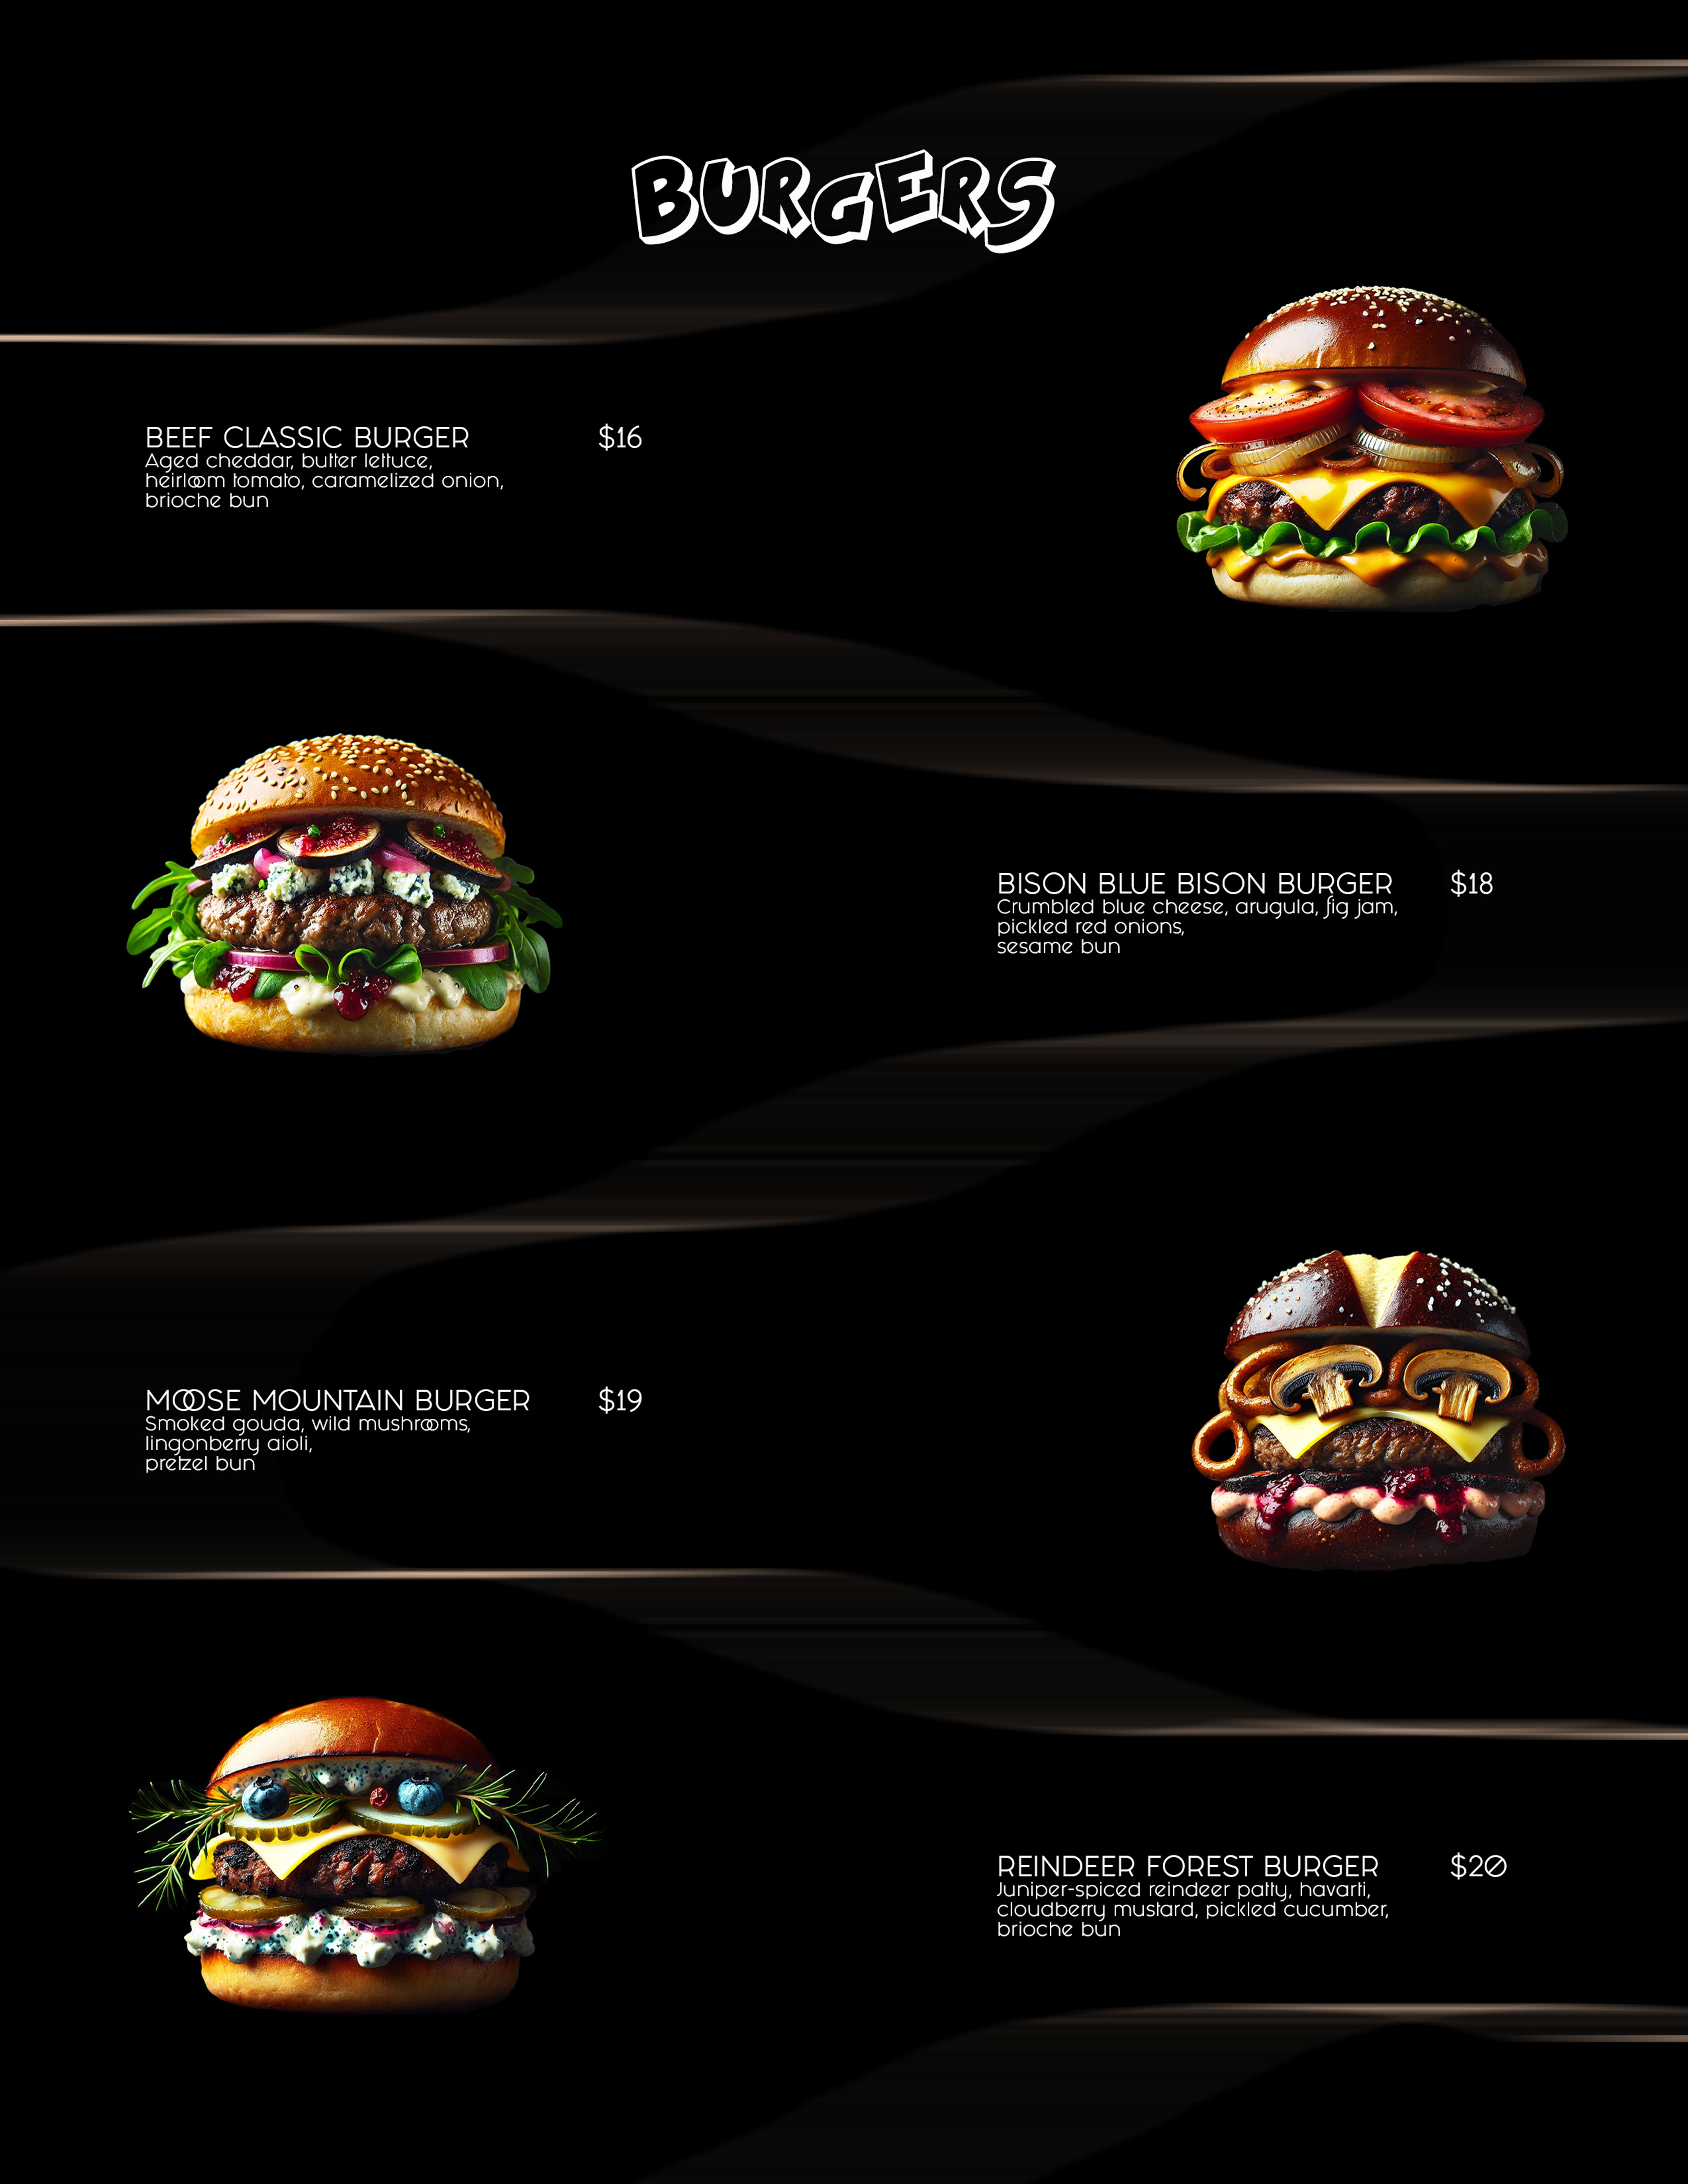 BURGERS
BEEF CLASSIC BURGER $16
Aged cheddar, butter lettuce,
heirloom tomato, caramelized onion,
brioche bun
BISON BLUE BISON BURGER $18
Crumbled blue cheese, arugula, fig jam,
pickled red onions,
sesame bun
MOOSE MOUNTAIN BURGER $19
Smoked gouda, wild mushrooms,
lingonberry aioli,
pretzel bun
REINDEER FOREST BURGER $20
Juniper-spiced reindeer patty, havarti,
cloudberry mustard, pickled cucumber,
brioche bun